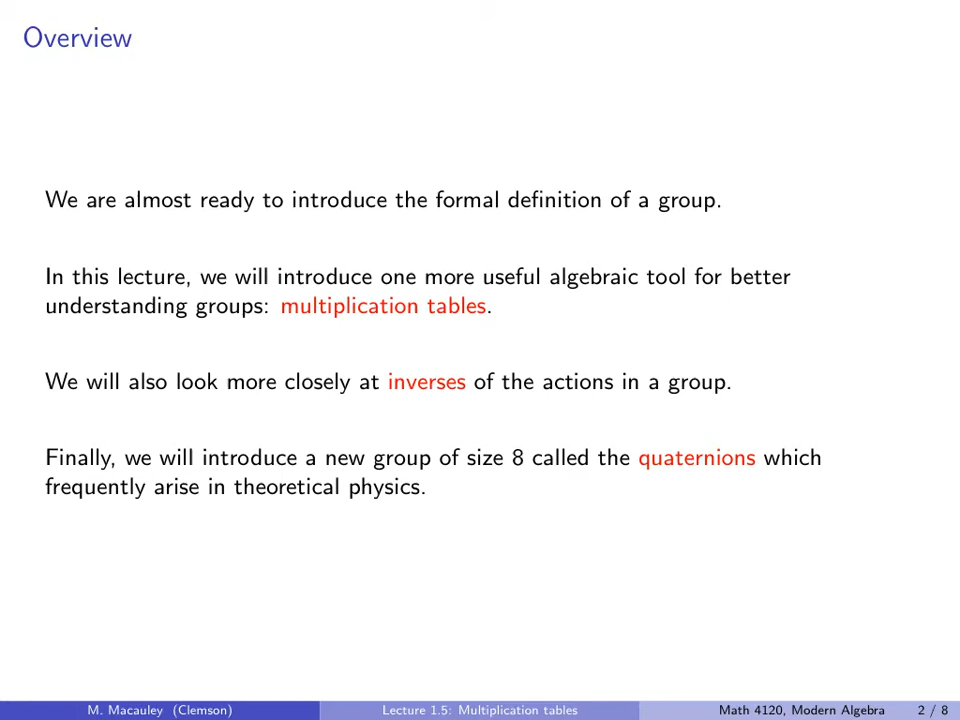 Overview
We are almost ready to introduce the formal definition of a group.
In this lecture, we will introduce one more useful algebraic tool for better
understanding groups: multiplication tables.
We will also look more closely at inverses of the actions in a group.
Finally, we will introduce a new group of size 8 called the quaternions which
frequently arise in theoretical physics.
M. Macauley (Clemson) Lecture 1.5: Multiplication tables Math 4120, Modern Algebra 2 / 8